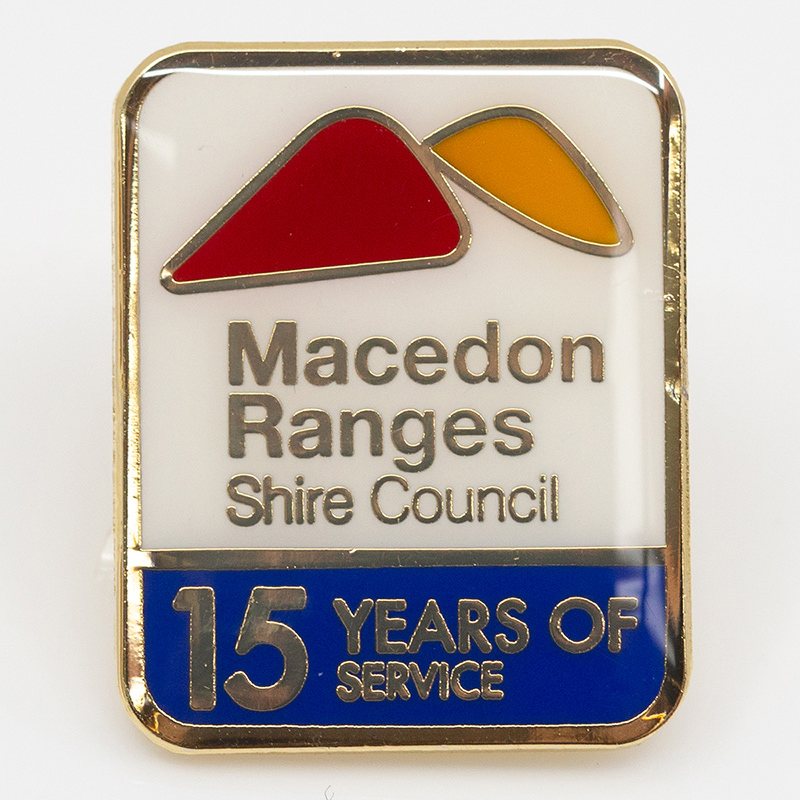 Macedon
Ranges
Shire Council
15 YEARS OF
SERVICE